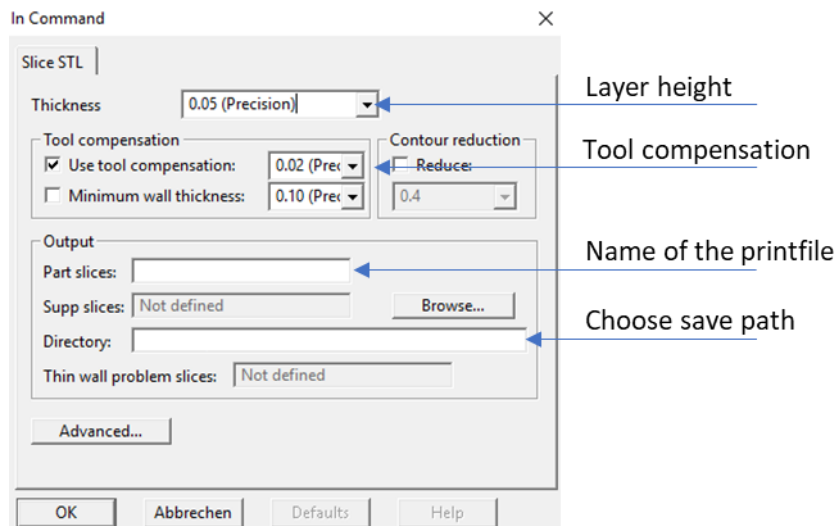 In Command
Slice STL
Thickness 0.05 (Precision) Layer height
Tool compensation Contour reduction
Use tool compensation: 0.02 (Prec Reduce: Tool compensation
Minimum wall thickness: 0.10 (Prec 0.4
Output
Part slices: Name of the printfile
Supp slices: Not defined Browse...
Directory: Choose save path
Thin wall problem slices: Not defined
Advanced...
OK Abbrechen Defaults Help